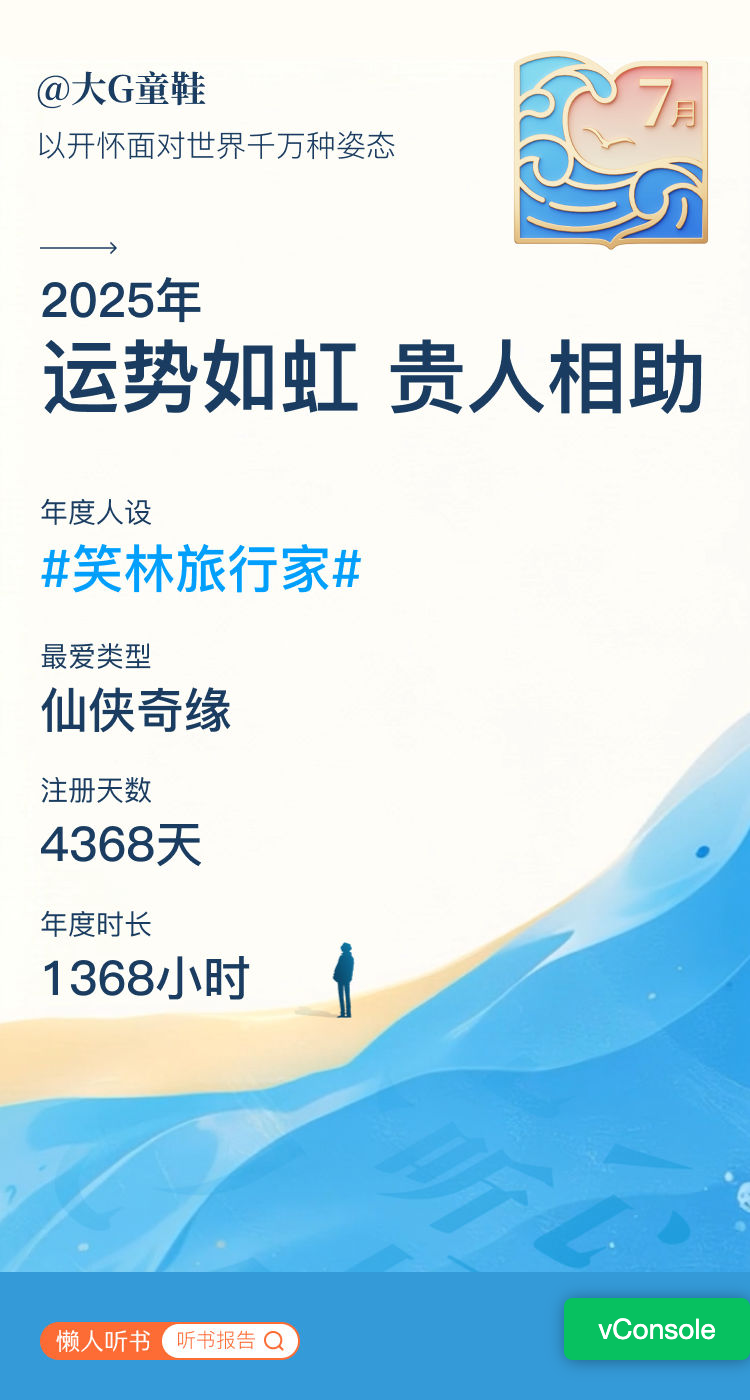 @大G童鞋
以开怀面对世界千万种姿态
7月
2025年
运势如虹 贵人相助
年度人设
#笑林旅行家#
最爱类型
仙侠奇缘
注册天数
4368天
年度时长
1368小时
听心
懒人听书 听书报告
vConsole